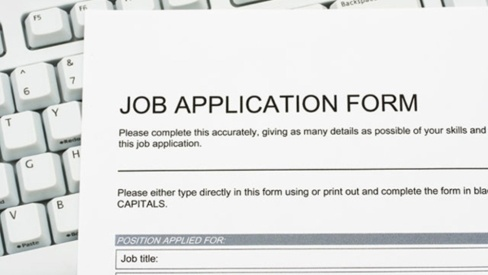 F5
F6
Backspace
^
6
&
7
T
Y
G
H
V
B
Paste
JOB APPLICATION FORM
Please complete this accurately, giving as many details as possible of your skills and
this job application.
Please either type directly in this form using or print out and complete the form in bla
CAPITALS.
POSITION APPLIED FOR:
Job title: